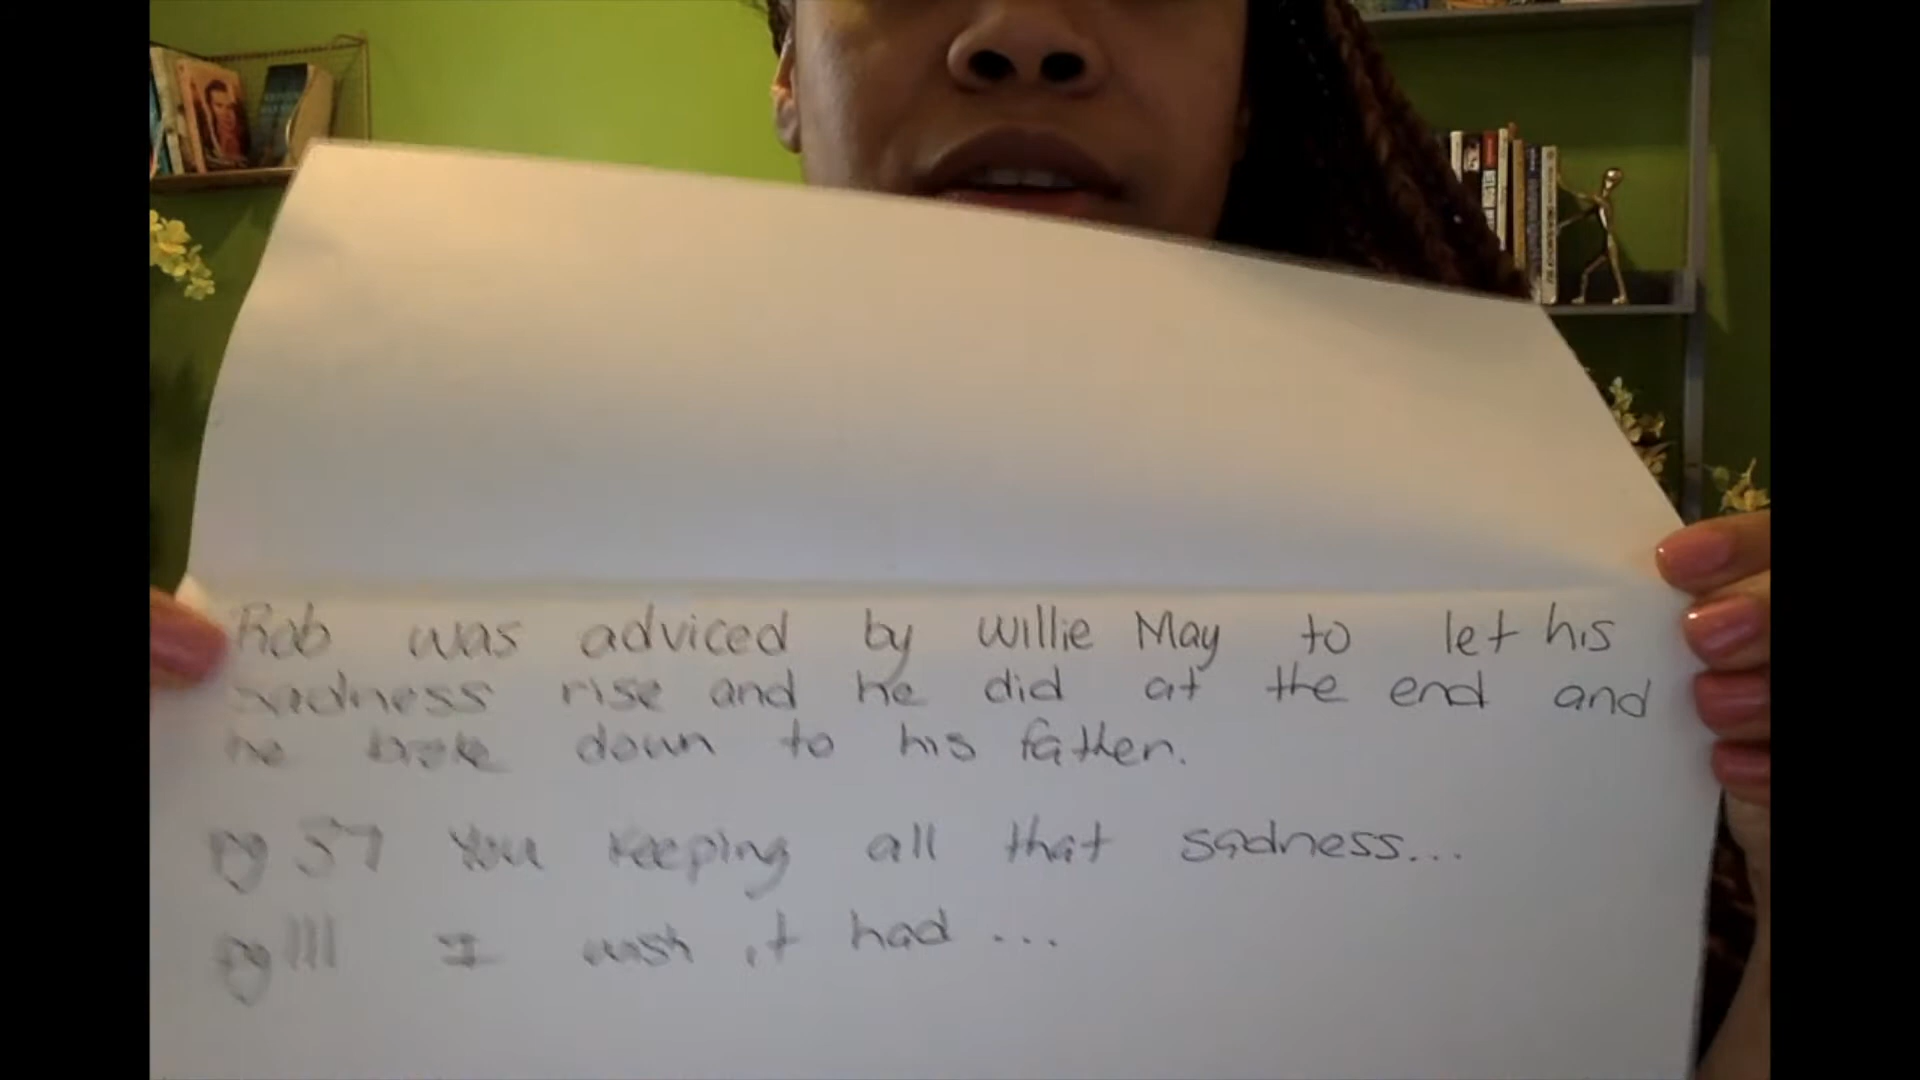 Rob was adviced by Willie May to let his
sadness rise and he did at the end and
he broke down to his father.
pg 57 You keeping all that sadness...
pg 111 I wish it had ...